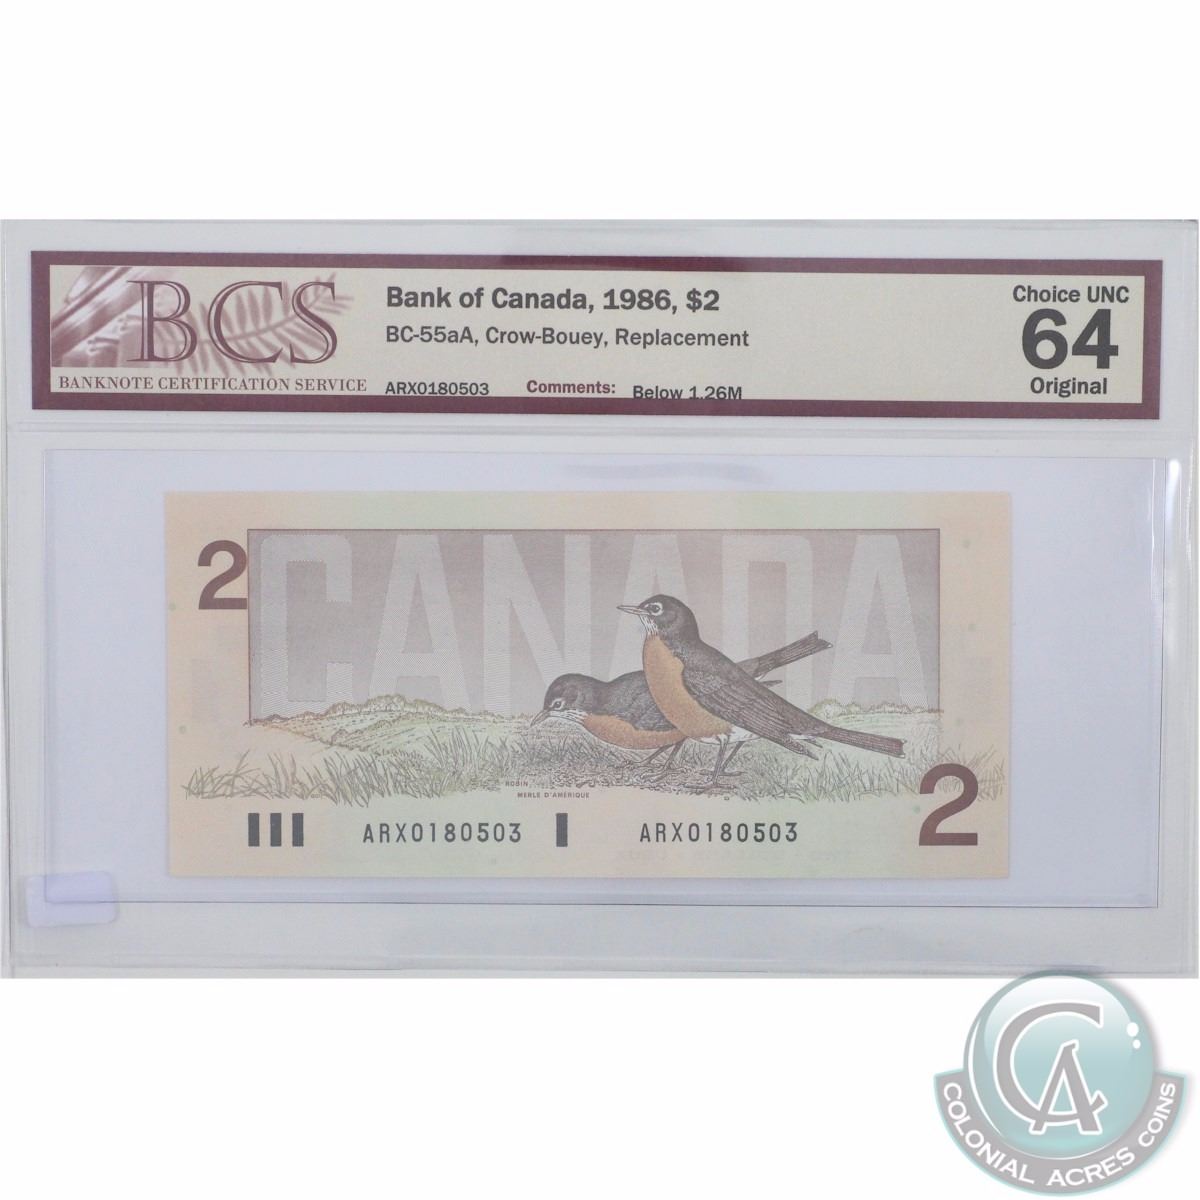 BCS
BANKNOTE CERTIFICATION SERVICE
Bank of Canada, 1986, $2
BC-55aA, Crow-Bouey, Replacement
ARX0180503 Comments: Below 1.26M
Choice UNC
64
Original
2
CANADA
ROBIN
MERLE D'AMÉRIQUE
ARX0180503 ARX0180503
2
CA
COLONIAL ACRES COINS